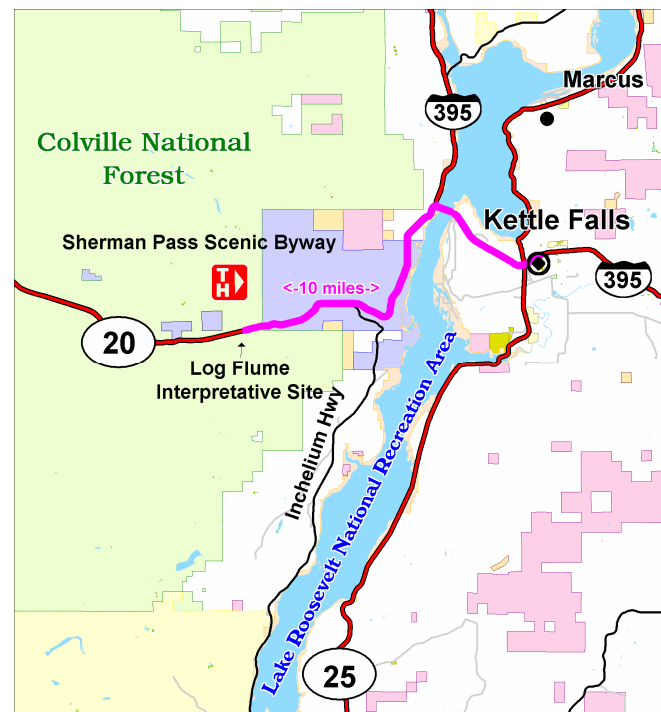 Marcus
395
Colville National
Forest
Kettle Falls
Sherman Pass Scenic Byway
TH
<-10 miles->
395
20
Log Flume
Interpretative Site
Inchelium Hwy
Lake Roosevelt National Recreation Area
25